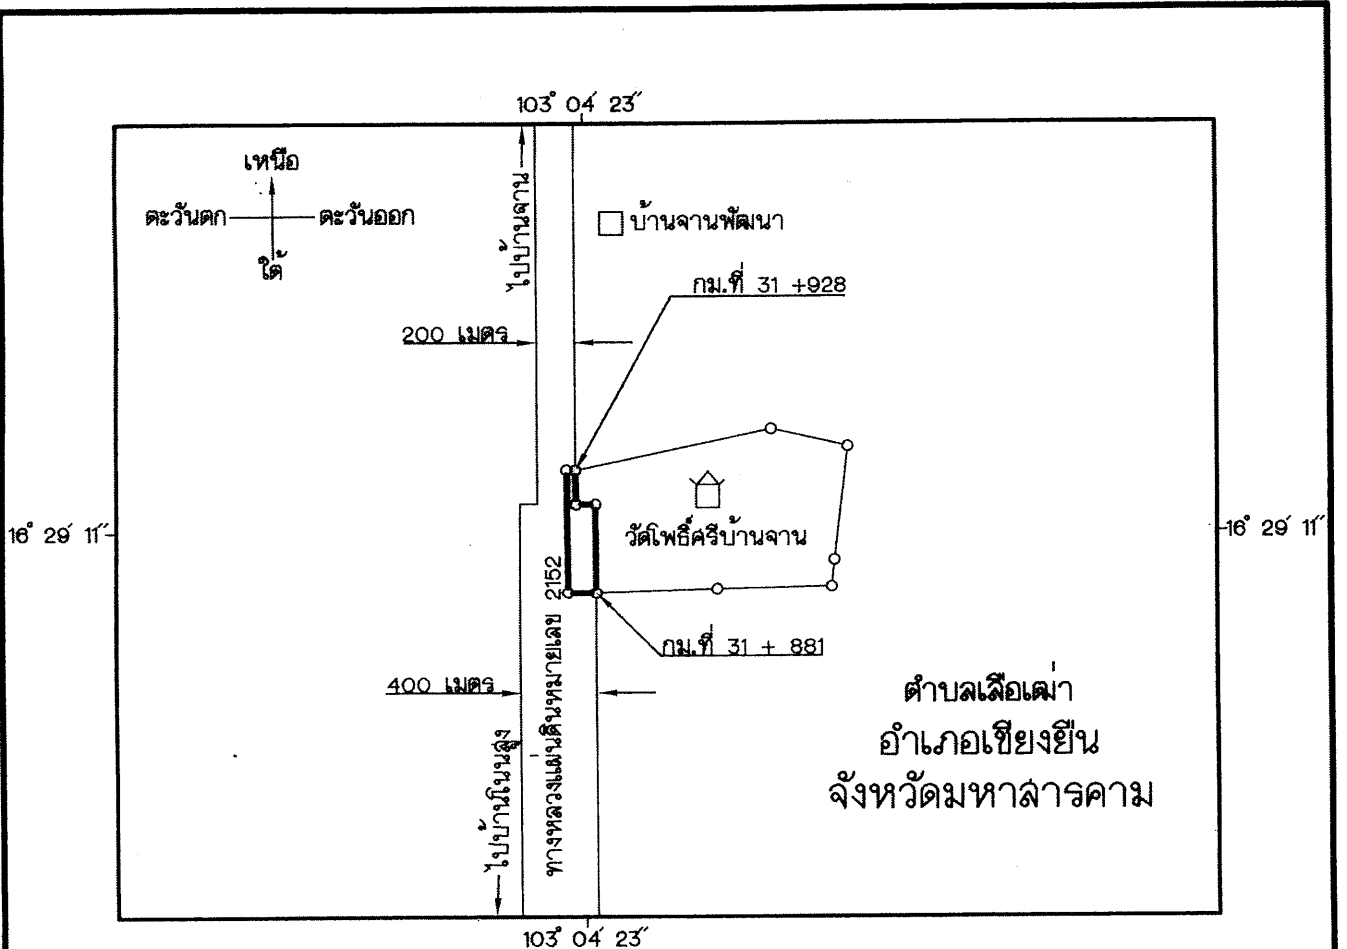 103° 04′ 23″
เหนือ
ตะวันตก
ตะวันออก
ใต้
ไปบ้านจาน
บ้านจานพัฒนา
กม.ที่ 31 +928
200 เมตร
16° 29′ 11″
วัดโพธิ์ศรีบ้านจาน
16° 29′ 11″
ทางหลวงแผ่นดินหมายเลข 2152
กม.ที่ 31 + 881
400 เมตร
ไปบ้านโนนสูง
ตำบลเสือเฒ่า
อำเภอเชียงยืน
จังหวัดมหาสารคาม
103° 04′ 23″